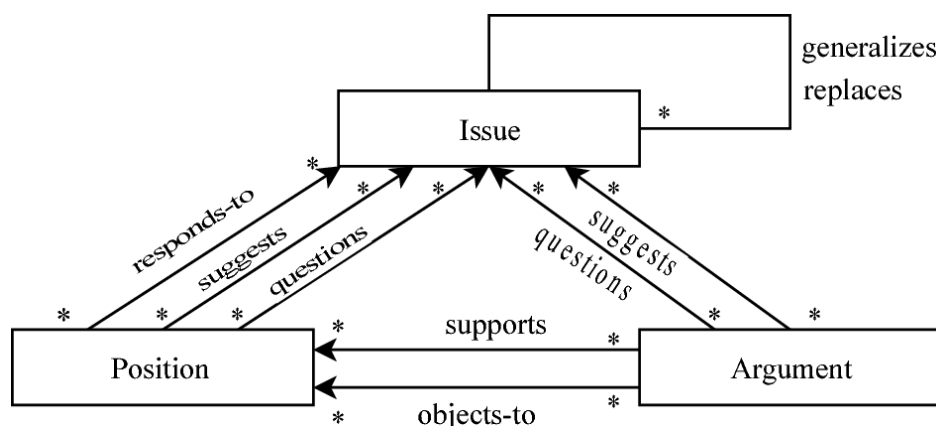 generalizes
replaces
*
Issue
* * * * *
responds-to
suggests
questions
questions
suggests
* * * * *
* supports *
Position
Argument
* objects-to *